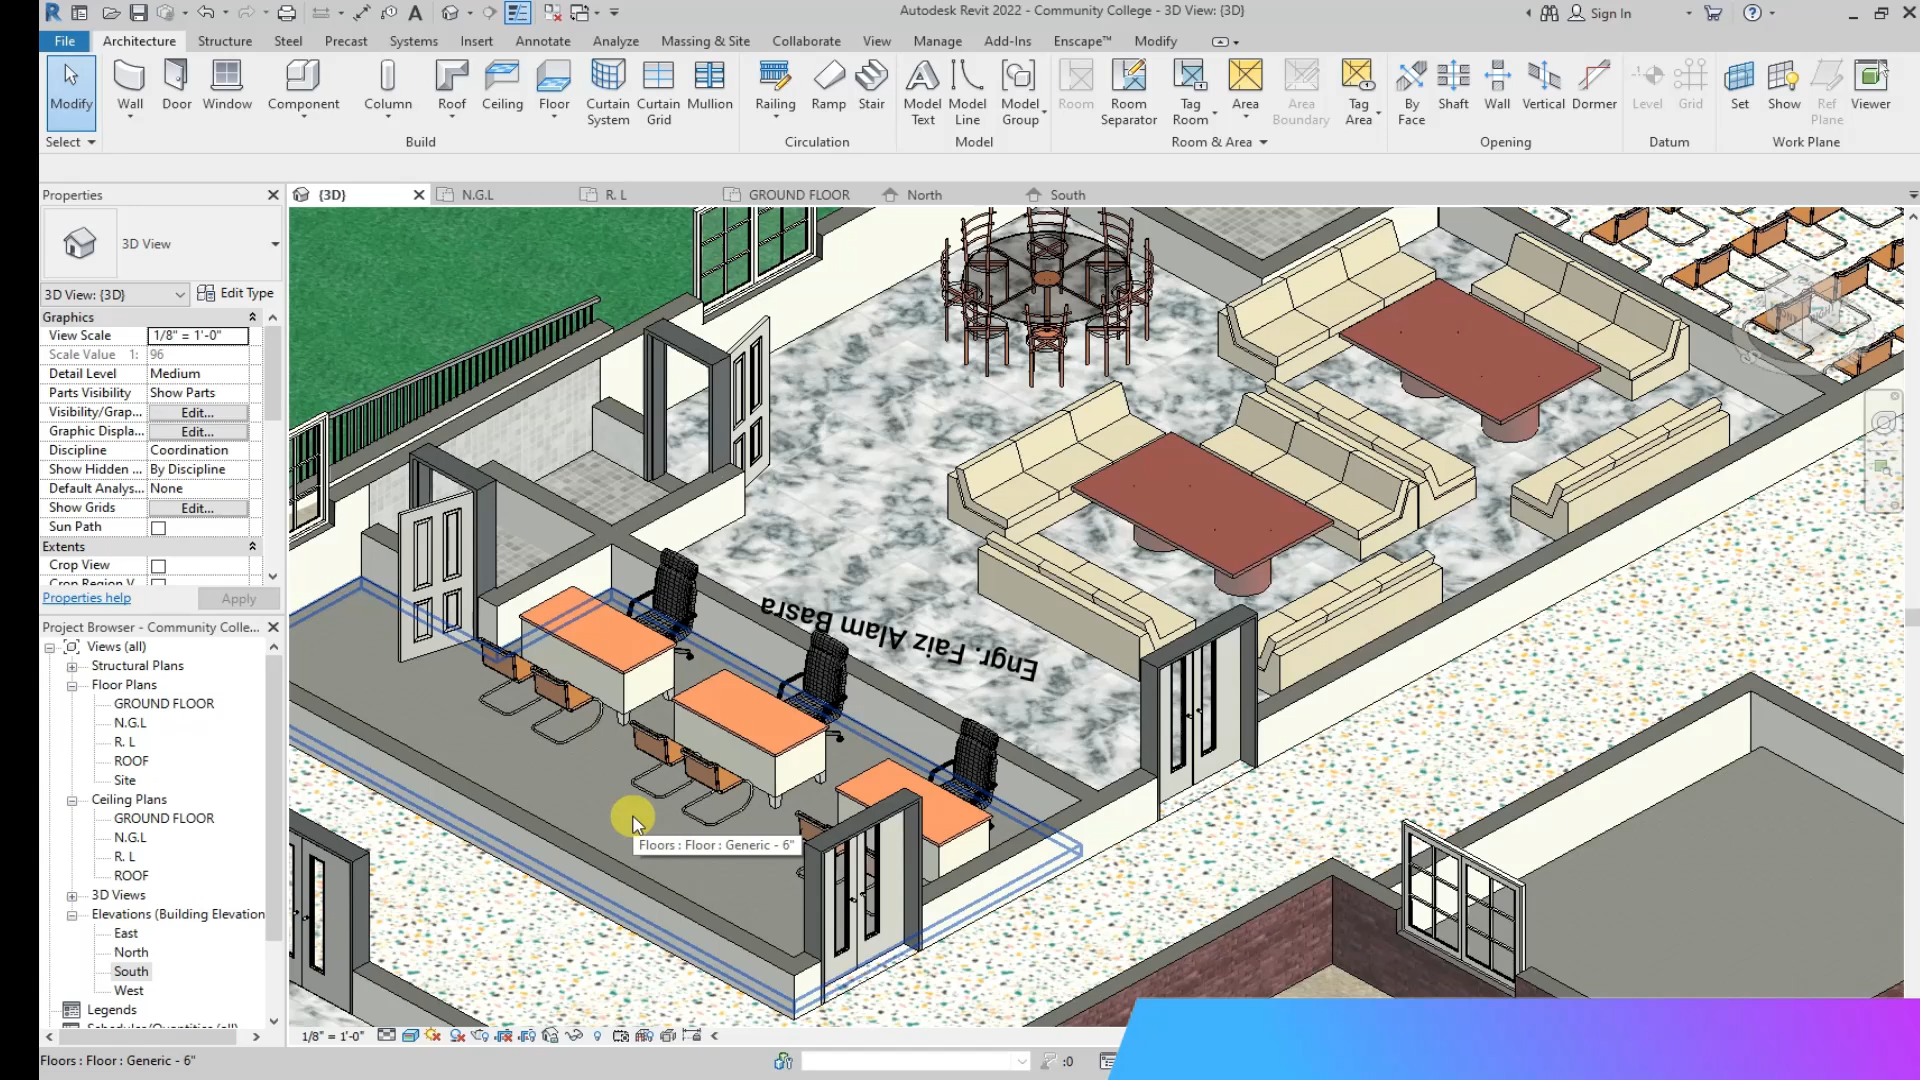 Autodesk Revit 2022 - Community College - 3D View: {3D}
Sign In
File Architecture Structure Steel Precast Systems Insert Annotate Analyze Massing & Site Collaborate View Manage Add-Ins Enscape™ Modify
Modify Wall Door Window Component Column Roof Ceiling Floor Curtain System Curtain Grid Mullion Railing Ramp Stair Model Text Model Line Model Group Room Room Separator Tag Room Area Area Boundary Tag Area By Face Shaft Wall Vertical Dormer Level Grid Set Show Ref Plane Viewer
Select Build Circulation Model Room & Area Opening Datum Work Plane
Properties
{3D} N.G.L R. L GROUND FLOOR North South
3D View
3D View: {3D} Edit Type
Graphics
View Scale 1/8" = 1'-0"
Scale Value 1: 96
Detail Level Medium
Parts Visibility Show Parts
Visibility/Grap... Edit...
Graphic Displa... Edit...
Discipline Coordination
Show Hidden ... By Discipline
Default Analys... None
Show Grids Edit...
Sun Path
Extents
Crop View
Crop Region V
Properties help Apply
Project Browser - Community Colle...
Views (all)
Structural Plans
Floor Plans
GROUND FLOOR
N.G.L
R. L
ROOF
Site
Ceiling Plans
GROUND FLOOR
N.G.L
R. L
ROOF
3D Views
Elevations (Building Elevation
East
North
South
West
Legends
Schedules/Quantities (all)
Engr. Faiz Alam Basra
Floors : Floor : Generic - 6"
1/8" = 1'-0"
Floors : Floor : Generic - 6"
:0